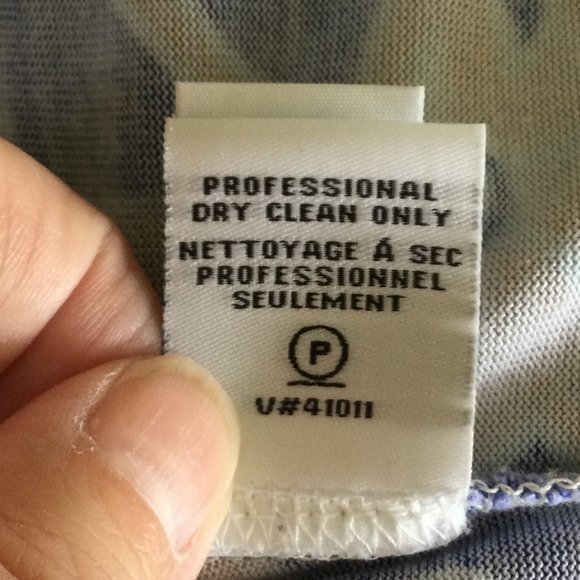 PROFESSIONAL
DRY CLEAN ONLY
NETTOYAGE Á SEC
PROFESSIONNEL
SEULEMENT
P
V#41011